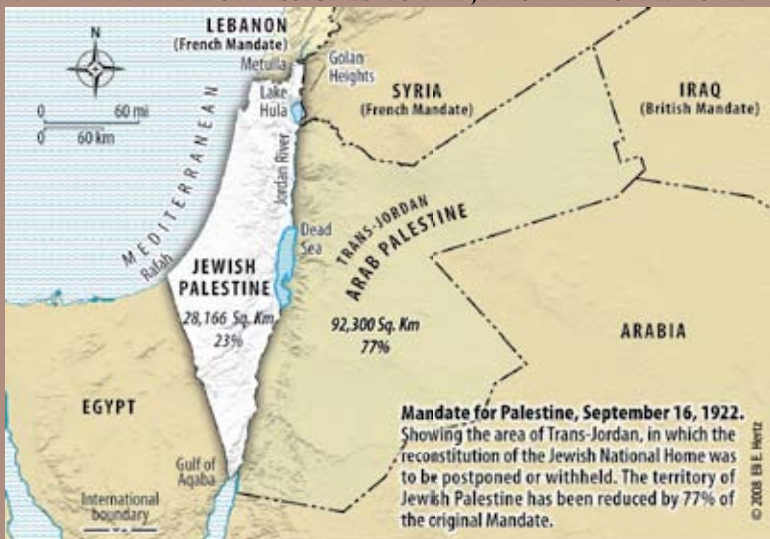 LEBANON
(French Mandate)
Metulla
Golan
Heights
N
Lake
Hula
SYRIA
(French Mandate)
IRAQ
(British Mandate)
0 60 mi
0 60 km
MEDITERRANEAN
Jordan River
TRANS-JORDAN
ARAB PALESTINE
Rafah
Dead
Sea
JEWISH
PALESTINE
28,166 Sq. Km
23%
92,300 Sq. Km
77%
ARABIA
EGYPT
Gulf of
Aqaba
International
boundary
Mandate for Palestine, September 16, 1922.
Showing the area of Trans-Jordan, in which the
reconstitution of the Jewish National Home was
to be postponed or withheld. The territory of
Jewish Palestine has been reduced by 77% of
the original Mandate.
© 2008 Eli E. Hertz